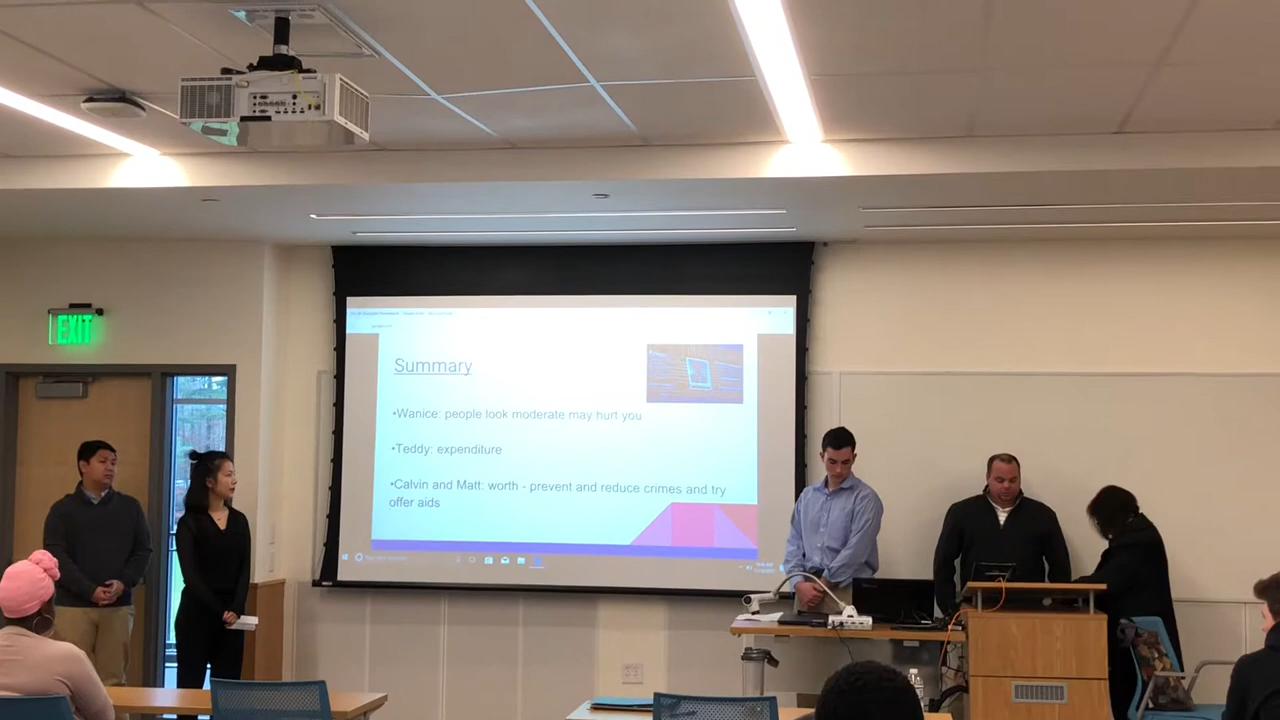 EXIT
Summary
•Wanice: people look moderate may hurt you
•Teddy: expenditure
•Calvin and Matt: worth - prevent and reduce crimes and try
offer aids